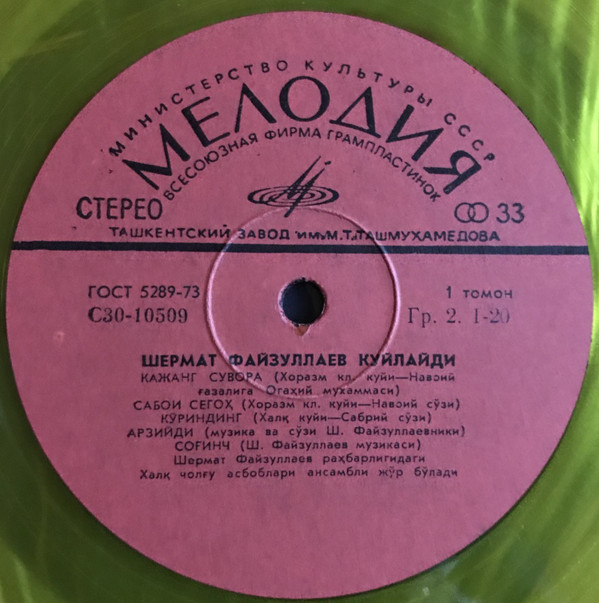 МИНИСТЕРСТВО КУЛЬТУРЫ СССР
МЕЛОДИЯ
ВСЕСОЮЗНАЯ ФИРМА ГРАМПЛАСТИНОК
СТЕРЕО
33
ТАШКЕНТСКИЙ ЗАВОД им. М.Т.ТАШМУХАМЕДОВА
ГОСТ 5289-73
1 томон
С30-10509
Гр. 2. 1-20
ШЕРМАТ ФАЙЗУЛЛАЕВ КУЙЛАЙДИ
КАЖАНГ СУВОРА (Хоразм кл. куйи—Навоий
ғазалига Огаҳий мухаммаси)
САБОИ СЕГОҲ (Хоразм кл. куйи—Навоий сўзи)
КЎРИНДИНГ (Халқ куйи—Сабрий сўзи)
АРЗИЙДИ (музика ва сўзи Ш. Файзуллаевники)
СОҒИНЧ (Ш. Файзуллаев музикаси)
Шермат Файзуллаев раҳбарлигидаги
Халқ чолғу асбоблари ансамбли жўр бўлади